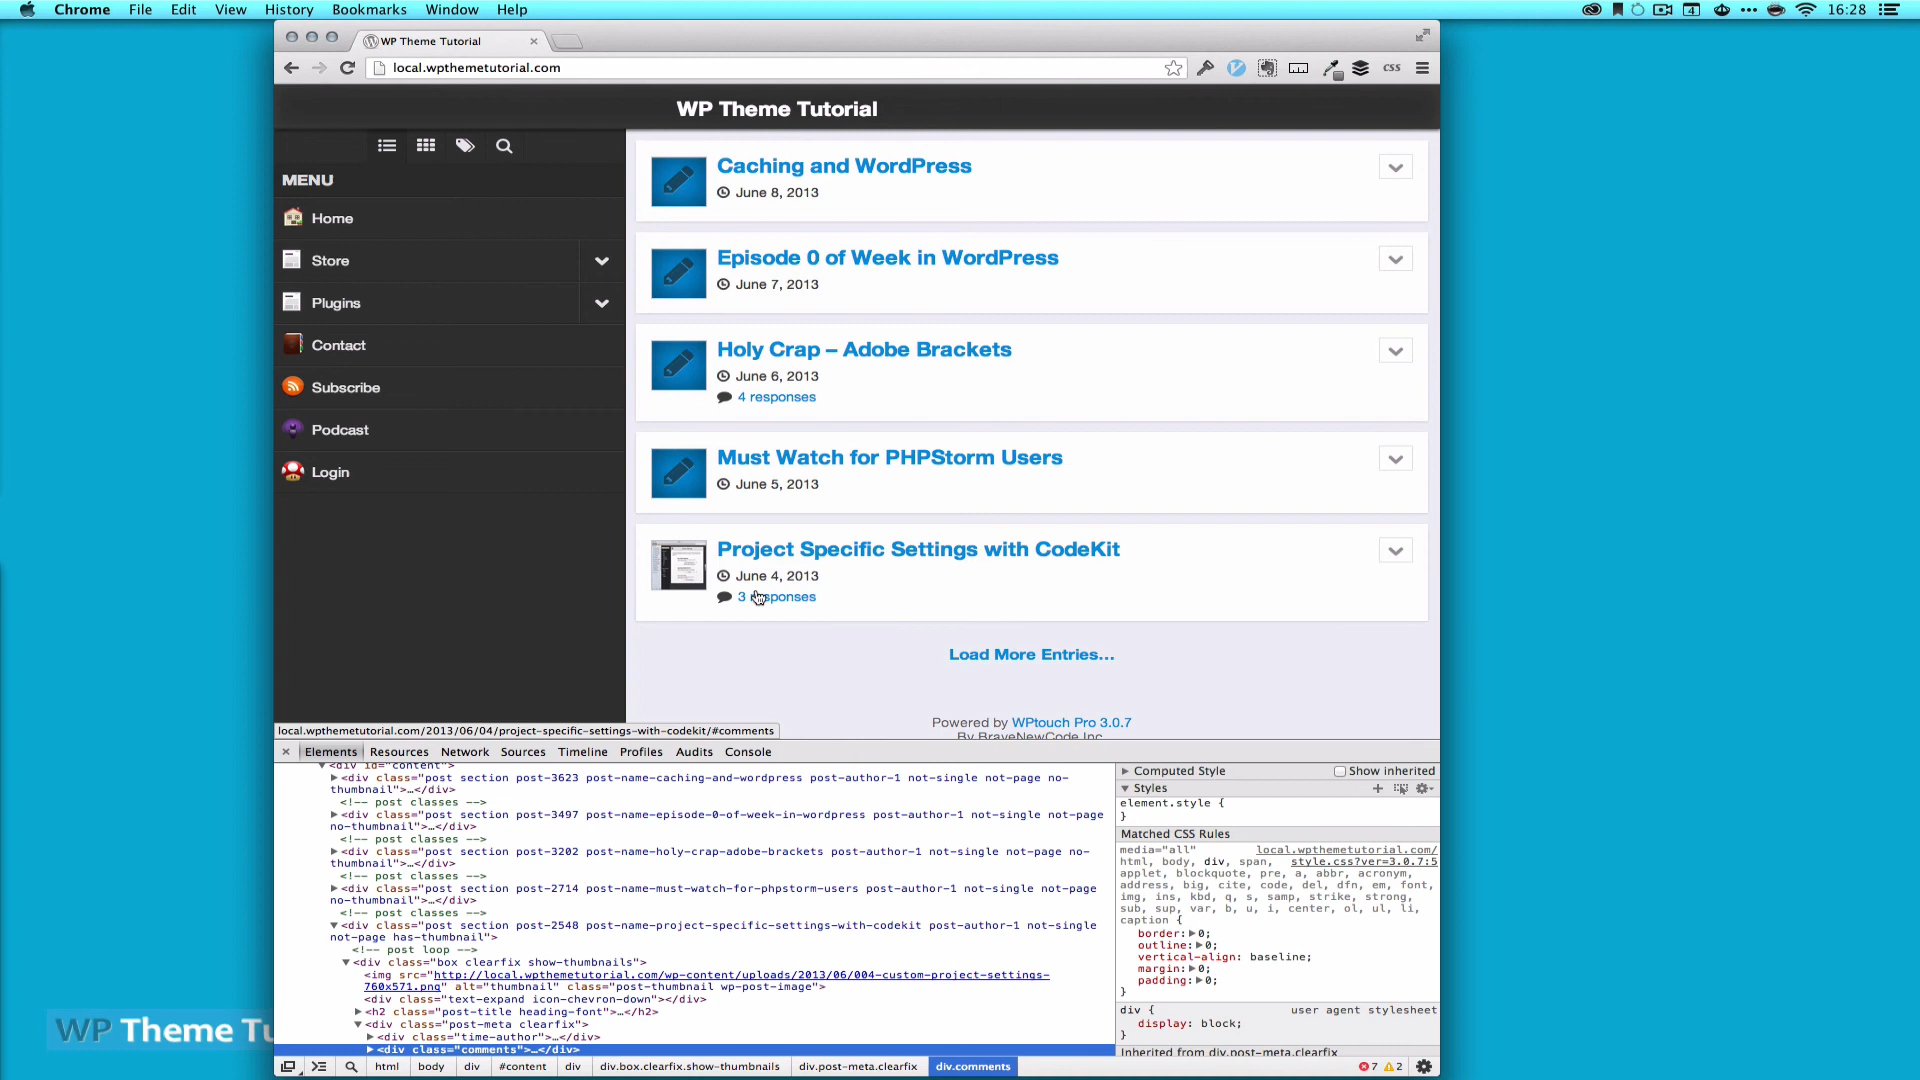 Chrome File Edit View History Bookmarks Window Help 4 16:28
WP Theme Tutorial
local.wpthemetutorial.com CSS
WP Theme Tutorial
MENU
Home
Store
Plugins
Contact
Subscribe
Podcast
Login
Caching and WordPress
June 8, 2013
Episode 0 of Week in WordPress
June 7, 2013
Holy Crap – Adobe Brackets
June 6, 2013
4 responses
Must Watch for PHPStorm Users
June 5, 2013
Project Specific Settings with CodeKit
June 4, 2013
3 responses
Load More Entries...
Powered by WPtouch Pro 3.0.7
By BraveNewCode Inc.
local.wpthemetutorial.com/2013/06/04/project-specific-settings-with-codekit/#comments
Elements Resources Network Sources Timeline Profiles Audits Console
<div id="content">
<div class="post section post-3623 post-name-caching-and-wordpress post-author-1 not-single not-page no-
thumbnail">…</div>
<!-- post classes -->
<div class="post section post-3497 post-name-episode-0-of-week-in-wordpress post-author-1 not-single not-page
no-thumbnail">…</div>
<!-- post classes -->
<div class="post section post-3202 post-name-holy-crap-adobe-brackets post-author-1 not-single not-page no-
thumbnail">…</div>
<!-- post classes -->
<div class="post section post-2714 post-name-must-watch-for-phpstorm-users post-author-1 not-single not-page
no-thumbnail">…</div>
<!-- post classes -->
<div class="post section post-2548 post-name-project-specific-settings-with-codekit post-author-1 not-single
not-page has-thumbnail">
<!-- post loop -->
<div class="box clearfix show-thumbnails">
<img src="http://local.wpthemetutorial.com/wp-content/uploads/2013/06/004-custom-project-settings-
760x571.png" alt="thumbnail" class="post-thumbnail wp-post-image">
<div class="text-expand icon-chevron-down"></div>
<h2 class="post-title heading-font">…</h2>
<div class="post-meta clearfix">
<div class="time-author">…</div>
<div class="comments">…</div>
Computed Style Show inherited
Styles
element.style {
}
Matched CSS Rules
media="all" local.wpthemetutorial.com/
html, body, div, span, style.css?ver=3.0.7:5
applet, blockquote, pre, a, abbr, acronym,
address, big, cite, code, del, dfn, em, font,
img, ins, kbd, q, s, samp, strike, strong,
sub, sup, var, b, u, i, center, ol, ul, li,
caption {
border: 0;
outline: 0;
vertical-align: baseline;
margin: 0;
padding: 0;
}
div { user agent stylesheet
display: block;
}
Inherited from div.post-meta.clearfix
html body div #content div div.box.clearfix.show-thumbnails div.post-meta.clearfix div.comments 7 2
WP Theme Tu